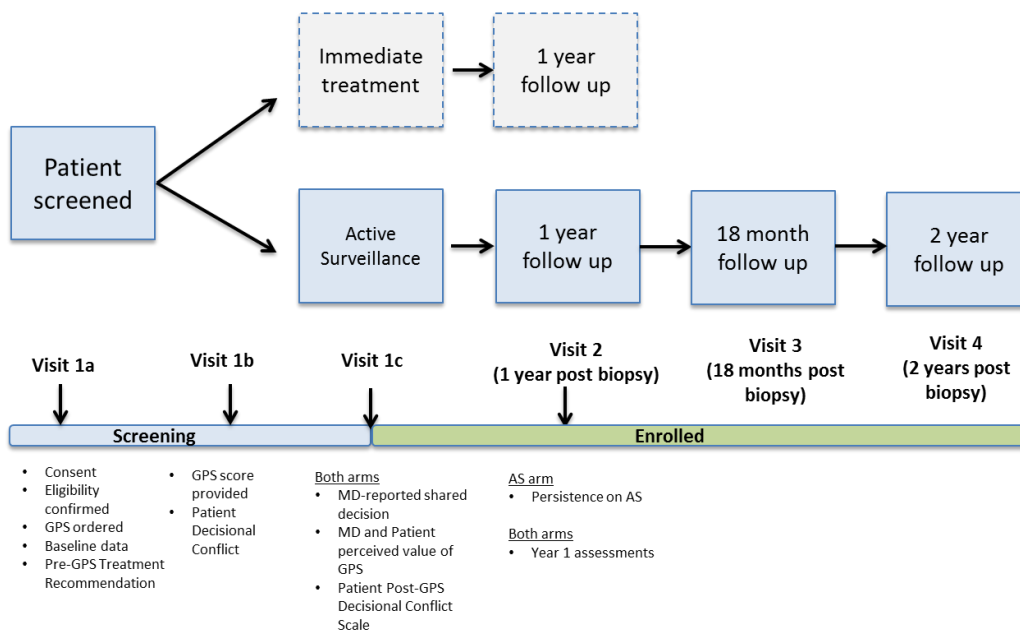 Immediate
treatment
1 year
follow up
Patient
screened
Active
Surveillance
1 year
follow up
18 month
follow up
2 year
follow up
Visit 1a
Visit 1b
Visit 1c
Visit 2
(1 year post biopsy)
Visit 3
(18 months post
biopsy)
Visit 4
(2 years post
biopsy)
Screening
Enrolled
• Consent
• Eligibility
confirmed
• GPS ordered
• Baseline data
• Pre-GPS Treatment
Recommendation
• GPS score
provided
• Patient
Decisional
Conflict
Both arms
• MD-reported shared
decision
• MD and Patient
perceived value of
GPS
• Patient Post-GPS
Decisional Conflict
Scale
AS arm
• Persistence on AS
Both arms
• Year 1 assessments